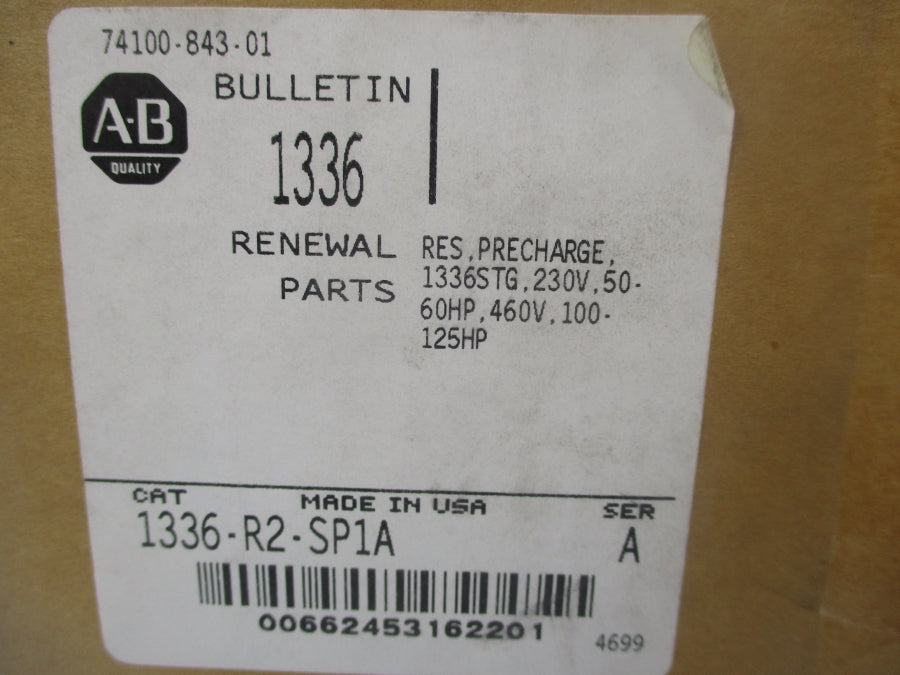 74100-843-01
A-B
QUALITY
BULLETIN
1336
RENEWAL
PARTS
RES,PRECHARGE,
1336STG,230V,50-
60HP,460V,100-
125HP
CAT
MADE IN USA
SER
1336-R2-SP1A
A
00662453162201
4699